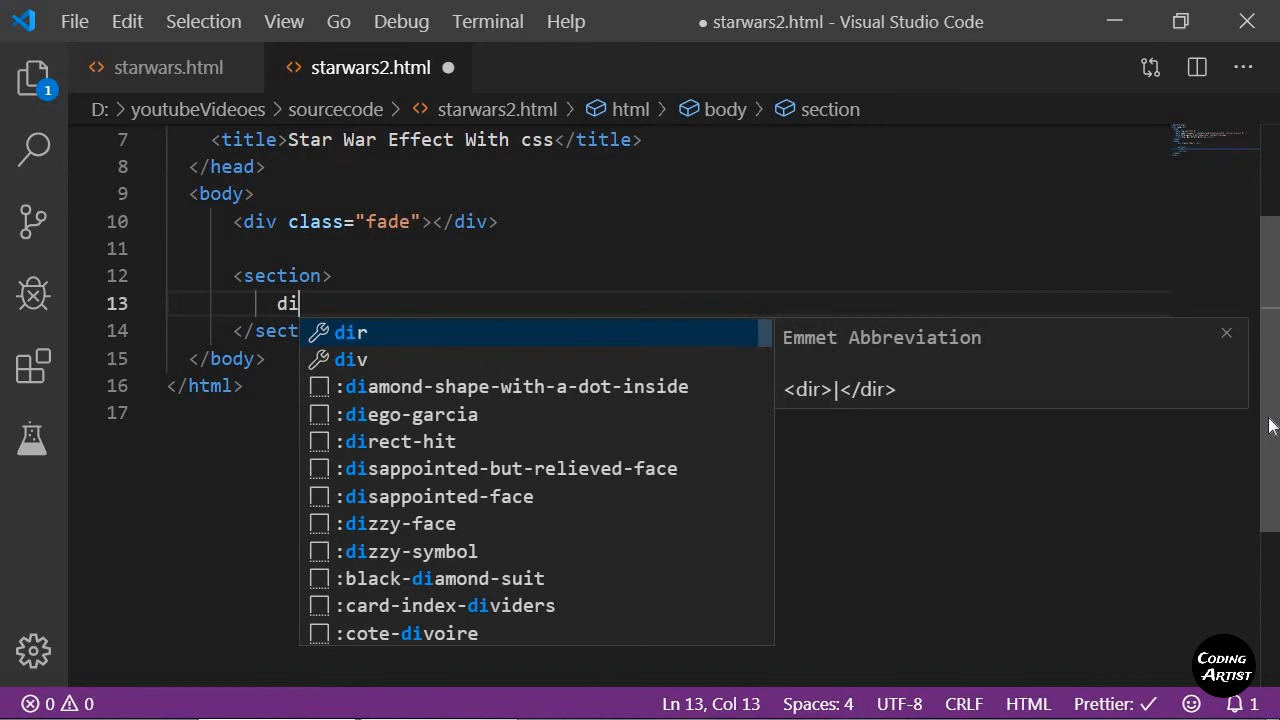 File Edit Selection View Go Debug Terminal Help ● starwars2.html - Visual Studio Code
starwars.html starwars2.html
1
D: > youtubeVideoes > sourcecode > starwars2.html > html > body > section
7 <title>Star War Effect With css</title>
8 </head>
9 <body>
10 <div class="fade"></div>
11
12 <section>
13 di
14 </sect
15 </body>
16 </html>
17
dir
div
:diamond-shape-with-a-dot-inside
:diego-garcia
:direct-hit
:disappointed-but-relieved-face
:disappointed-face
:dizzy-face
:dizzy-symbol
:black-diamond-suit
:card-index-dividers
:cote-divoire
Emmet Abbreviation
<dir>|</dir>
CODING
ARTIST
0 0 Ln 13, Col 13 Spaces: 4 UTF-8 CRLF HTML Prettier: ✓ 1